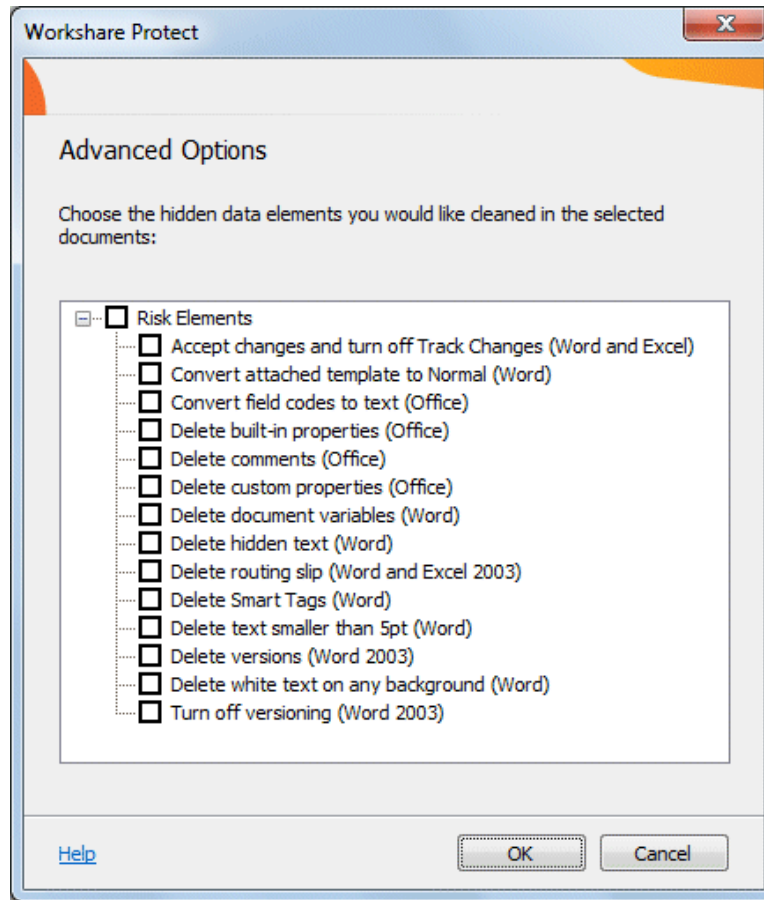 Workshare Protect
Advanced Options
Choose the hidden data elements you would like cleaned in the selected
documents:
Risk Elements
Accept changes and turn off Track Changes (Word and Excel)
Convert attached template to Normal (Word)
Convert field codes to text (Office)
Delete built-in properties (Office)
Delete comments (Office)
Delete custom properties (Office)
Delete document variables (Word)
Delete hidden text (Word)
Delete routing slip (Word and Excel 2003)
Delete Smart Tags (Word)
Delete text smaller than 5pt (Word)
Delete versions (Word 2003)
Delete white text on any background (Word)
Turn off versioning (Word 2003)
Help OK Cancel